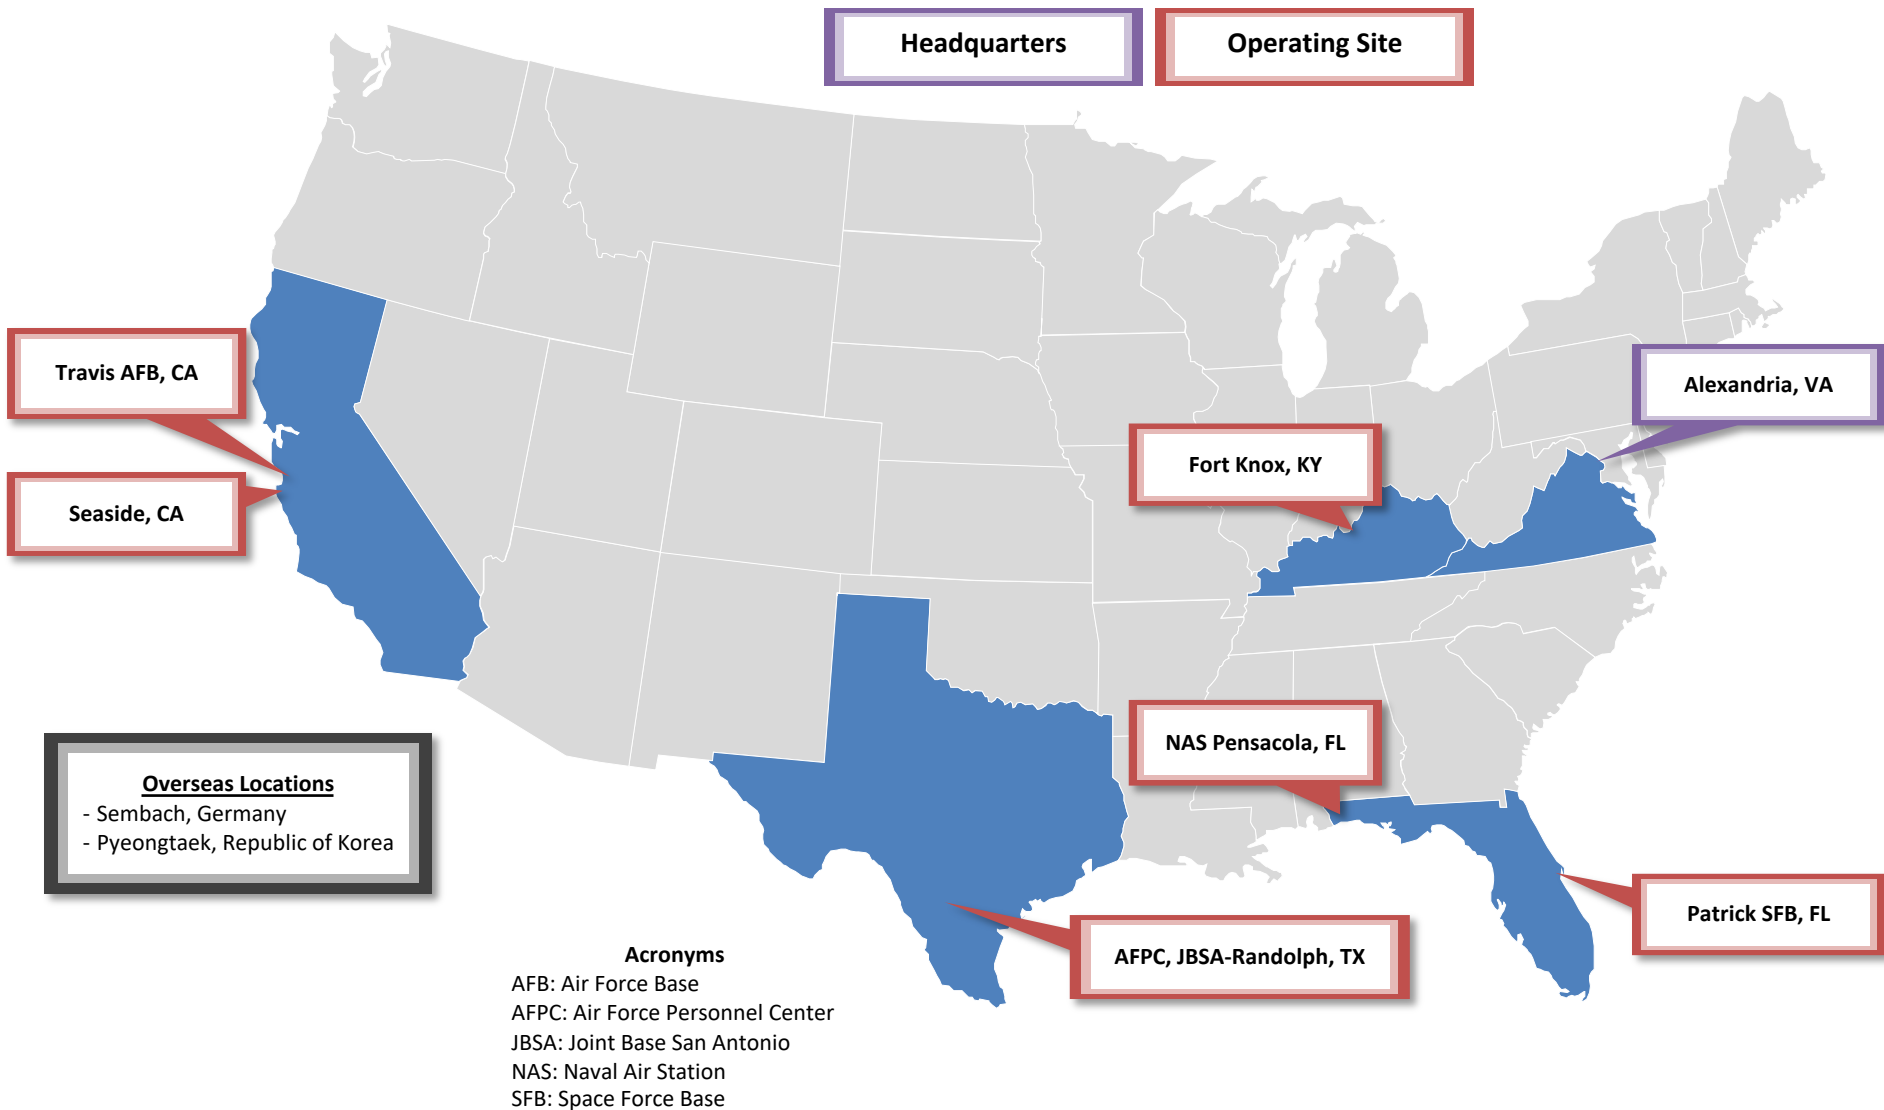 Headquarters
Operating Site
Travis AFB, CA
Alexandria, VA
Fort Knox, KY
Seaside, CA
NAS Pensacola, FL
Overseas Locations
- Sembach, Germany
- Pyeongtaek, Republic of Korea
Patrick SFB, FL
AFPC, JBSA-Randolph, TX
Acronyms
AFB: Air Force Base
AFPC: Air Force Personnel Center
JBSA: Joint Base San Antonio
NAS: Naval Air Station
SFB: Space Force Base